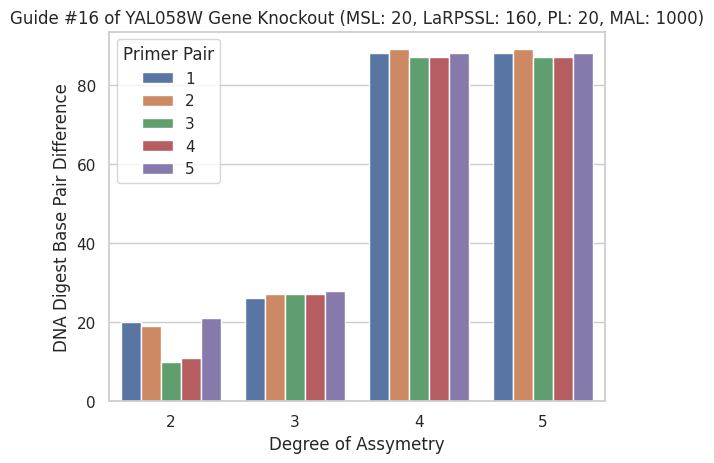 Guide #16 of YAL058W Gene Knockout (MSL: 20, LaRPSSL: 160, PL: 20, MAL: 1000)
Primer Pair
1
2
3
4
5
DNA Digest Base Pair Difference
80
60
40
20
0
2 3 4 5
Degree of Assymetry